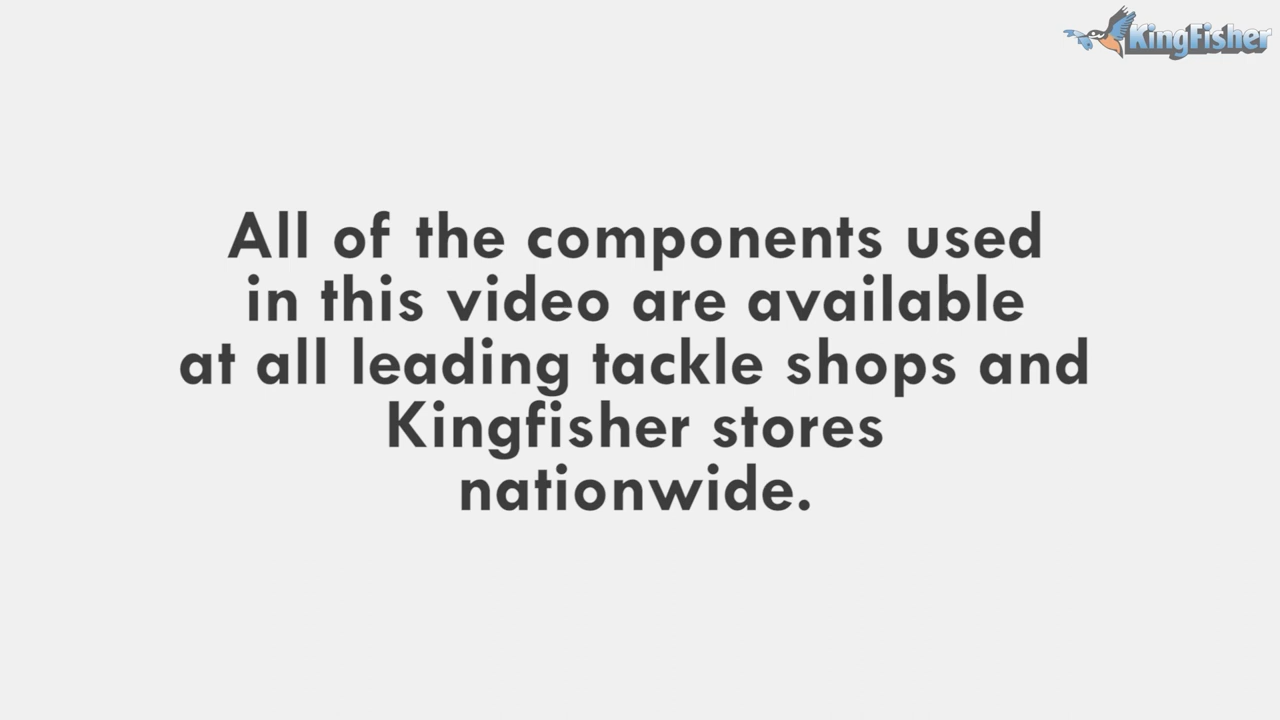 KingFisher
All of the components used
in this video are available
at all leading tackle shops and
Kingfisher stores
nationwide.